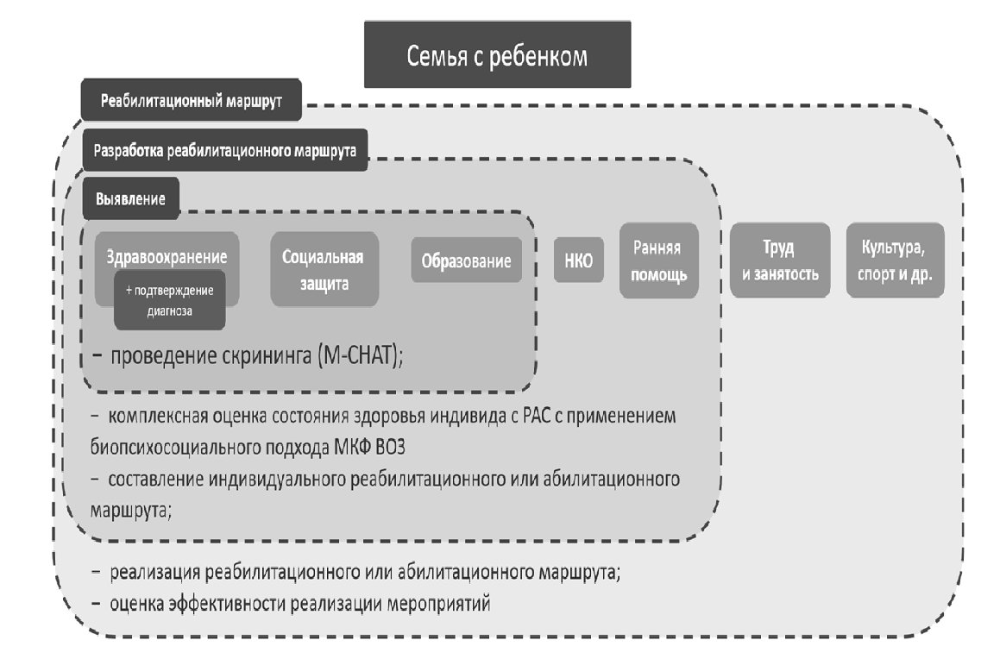 Семья с ребенком
Реабилитационный маршрут
Разработка реабилитационного маршрута
Выявление
Здравоохранение
+ подтверждение
диагноза
Социальная
защита
Образование
НКО
Ранняя
помощь
Труд
и занятость
Культура,
спорт и др.
– проведение скрининга (M-CHAT);
– комплексная оценка состояния здоровья индивида с РАС с применением
биопсихосоциального подхода МКФ ВОЗ
– составление индивидуального реабилитационного или абилитационного
маршрута;
– реализация реабилитационного или абилитационного маршрута;
– оценка эффективности реализации мероприятий